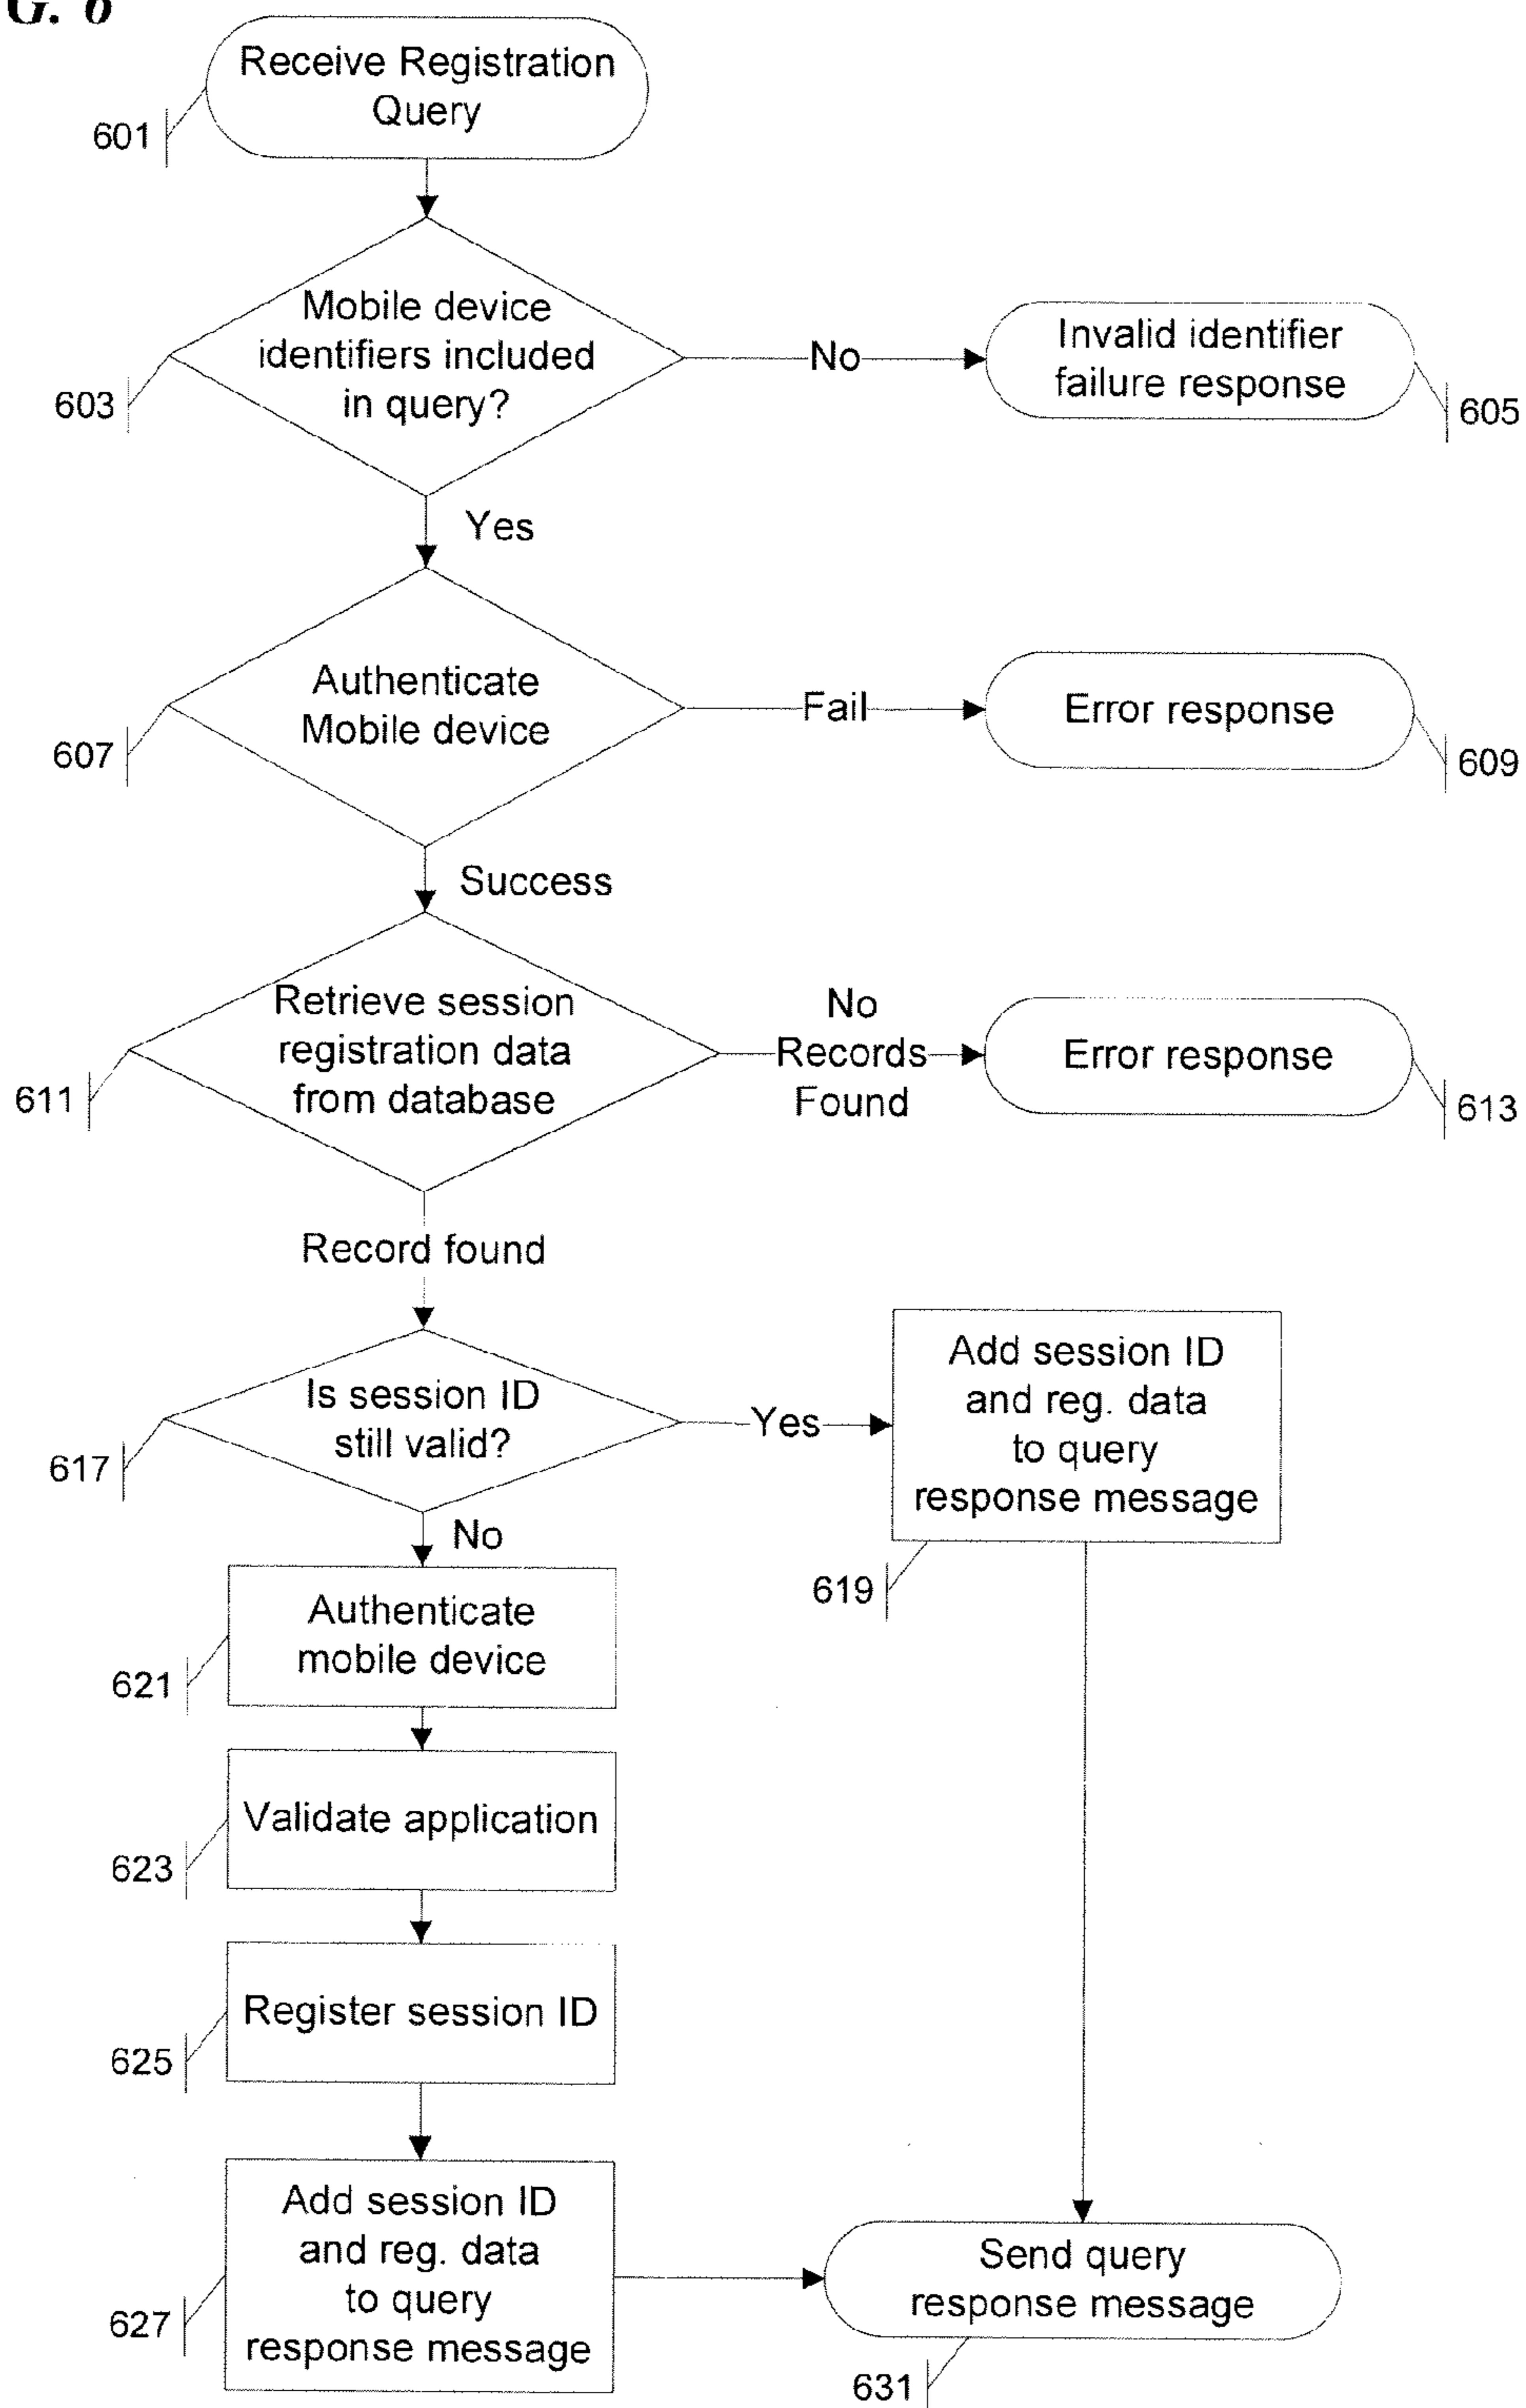 G. 6
Receive Registration
Query
601
Mobile device
identifiers included
in query?
603
No
Invalid identifier
failure response
605
Yes
Authenticate
Mobile device
607
Fail
Error response
609
Success
Retrieve session
registration data
from database
611
No
Records
Found
Error response
613
Record found
Is session ID
still valid?
617
Yes
Add session ID
and reg. data
to query
response message
619
No
Authenticate
mobile device
621
Validate application
623
Register session ID
625
Add session ID
and reg. data
to query
response message
627
Send query
response message
631